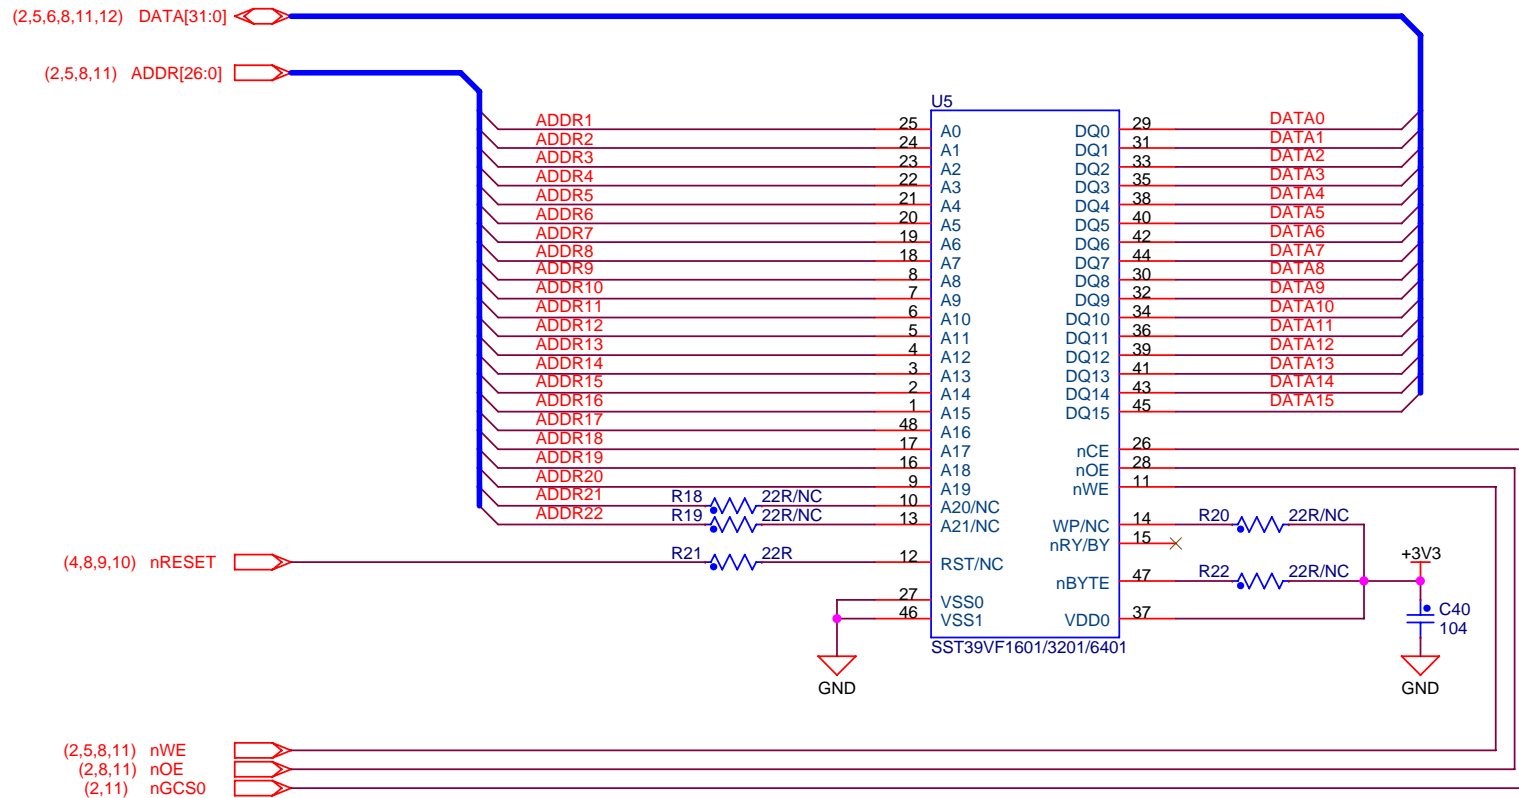 (2,5,6,8,11,12) DATA[31:0]
(2,5,8,11) ADDR[26:0]
U5
ADDR1 25 A0 DQ0 29 DATA0
ADDR2 24 A1 DQ1 31 DATA1
ADDR3 23 A2 DQ2 33 DATA2
ADDR4 22 A3 DQ3 35 DATA3
ADDR5 21 A4 DQ4 38 DATA4
ADDR6 20 A5 DQ5 40 DATA5
ADDR7 19 A6 DQ6 42 DATA6
ADDR8 18 A7 DQ7 44 DATA7
ADDR9 8 A8 DQ8 30 DATA8
ADDR10 7 A9 DQ9 32 DATA9
ADDR11 6 A10 DQ10 34 DATA10
ADDR12 5 A11 DQ11 36 DATA11
ADDR13 4 A12 DQ12 39 DATA12
ADDR14 3 A13 DQ13 41 DATA13
ADDR15 2 A14 DQ14 43 DATA14
ADDR16 1 A15 DQ15 45 DATA15
ADDR17 48 A16
ADDR18 17 A17 nCE 26
ADDR19 16 A18 nOE 28
ADDR20 9 A19 nWE 11
ADDR21 R18 22R/NC 10 A20/NC
ADDR22 R19 22R/NC 13 A21/NC WP/NC 14 R20 22R/NC
nRY/BY 15
(4,8,9,10) nRESET R21 22R 12 RST/NC +3V3
nBYTE 47 R22 22R/NC
27 VSS0
46 VSS1 VDD0 37 C40
104
SST39VF1601/3201/6401
GND GND
(2,5,8,11) nWE
(2,8,11) nOE
(2,11) nGCS0